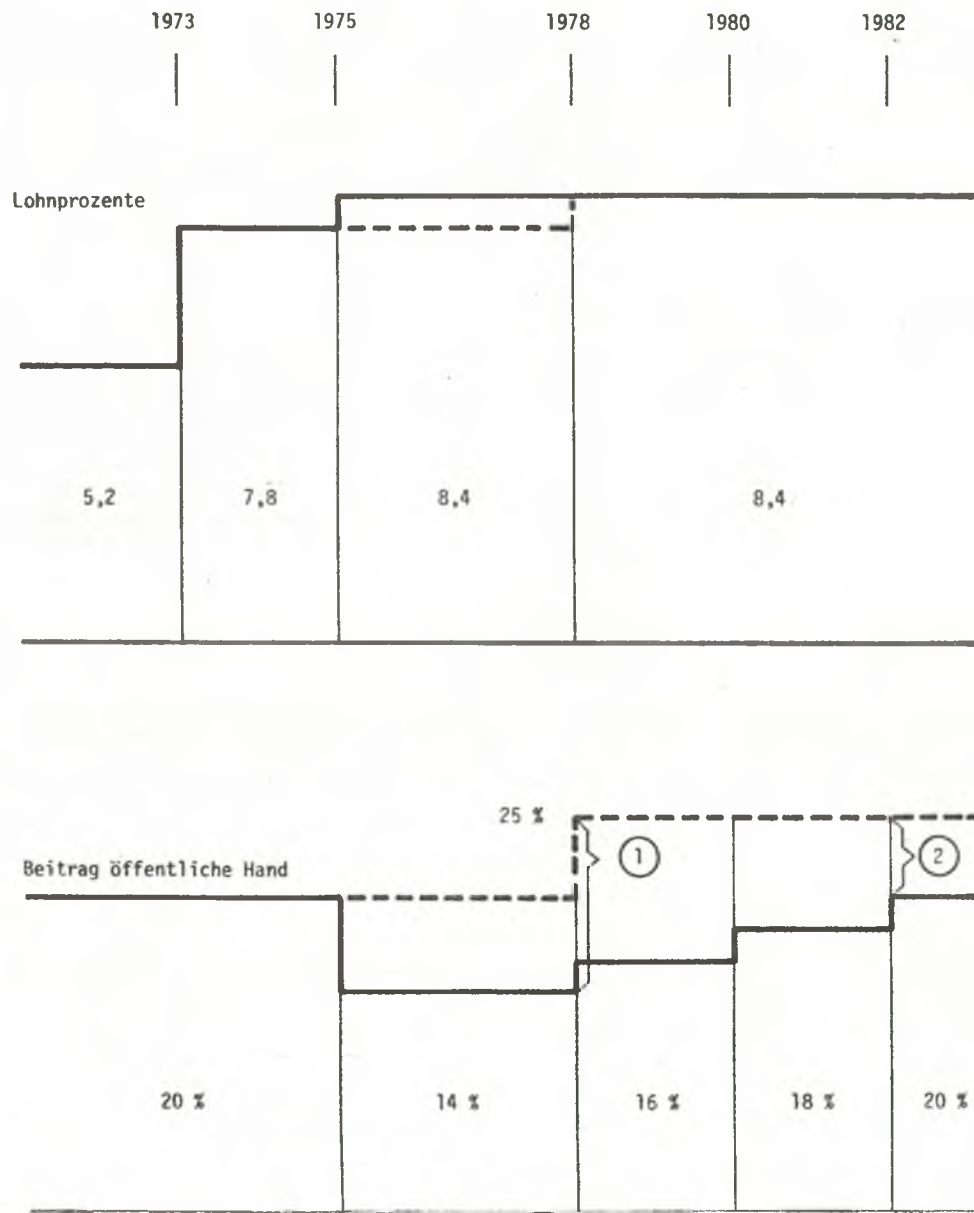 1973 1975 1978 1980 1982
Lohnprozente
5,2 7,8 8,4 8,4
25 %
1 2
Beitrag öffentliche Hand
20 % 14 % 16 % 18 % 20 %